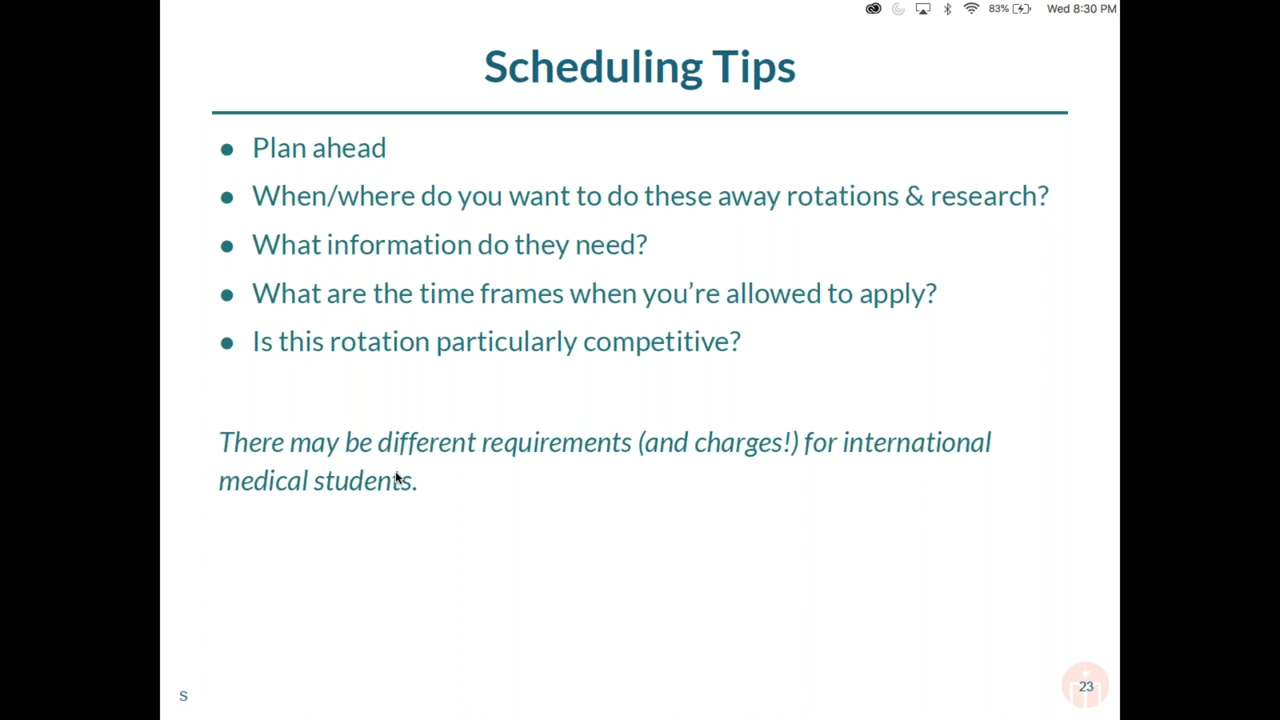 83% Wed 8:30 PM
Scheduling Tips
● Plan ahead
● When/where do you want to do these away rotations & research?
● What information do they need?
● What are the time frames when you're allowed to apply?
● Is this rotation particularly competitive?
There may be different requirements (and charges!) for international
medical students.
S
23